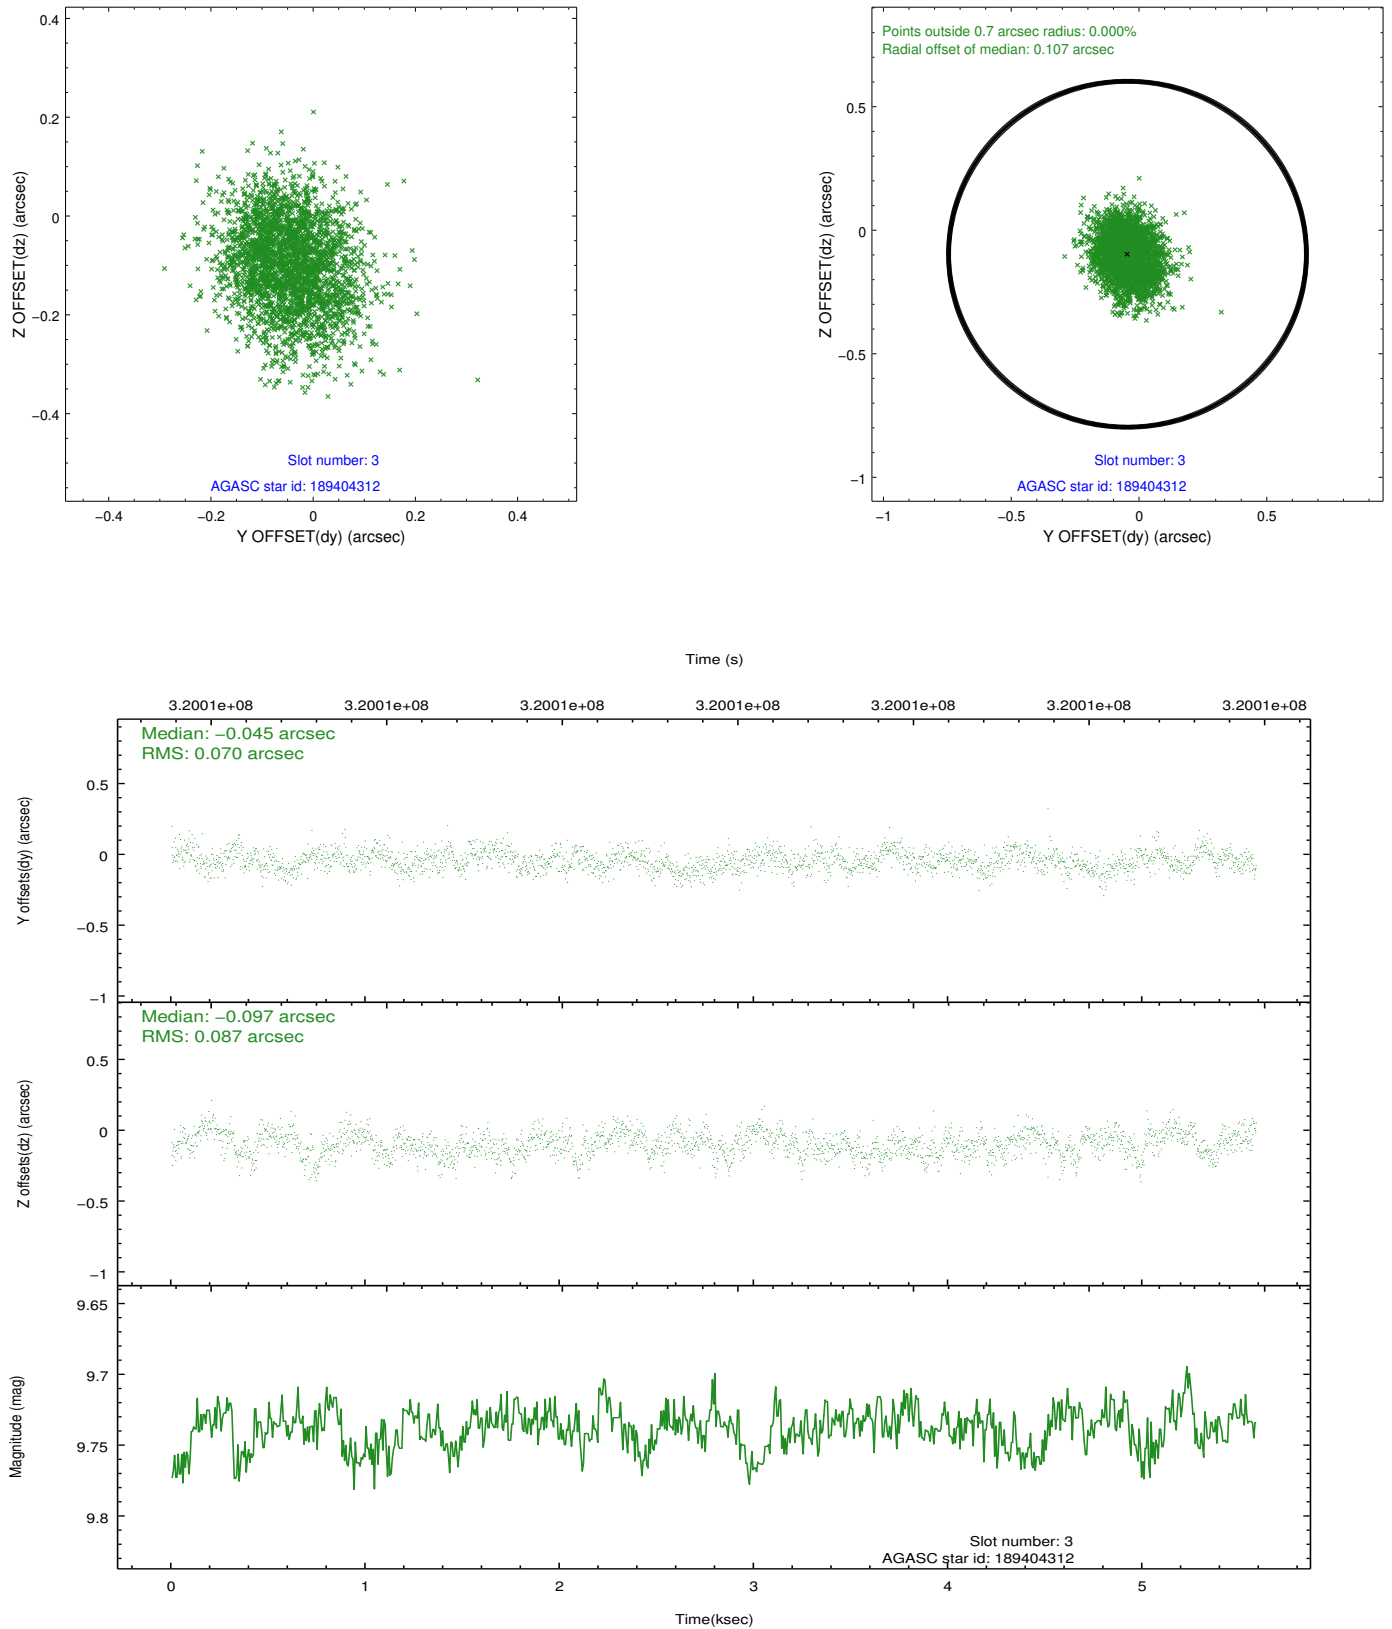 0.4
0.2
0
−0.2
−0.4
Z OFFSET(dz) (arcsec)
Slot number: 3
AGASC star id: 189404312
−0.4 −0.2 0 0.2 0.4
Y OFFSET(dy) (arcsec)
Points outside 0.7 arcsec radius: 0.000%
Radial offset of median: 0.107 arcsec
0.5
0
−0.5
−1
Z OFFSET(dz) (arcsec)
Slot number: 3
AGASC star id: 189404312
−1 −0.5 0 0.5
Y OFFSET(dy) (arcsec)
Time (s)
3.2001e+08 3.2001e+08 3.2001e+08 3.2001e+08 3.2001e+08 3.2001e+08 3.2001e+08
Median: −0.045 arcsec
RMS: 0.070 arcsec
0.5
0
−0.5
−1
Y offsets(dy) (arcsec)
Median: −0.097 arcsec
RMS: 0.087 arcsec
0.5
0
−0.5
−1
Z offsets(dz) (arcsec)
9.65
9.7
9.75
9.8
Magnitude (mag)
Slot number: 3
AGASC star id: 189404312
0 1 2 3 4 5
Time(ksec)